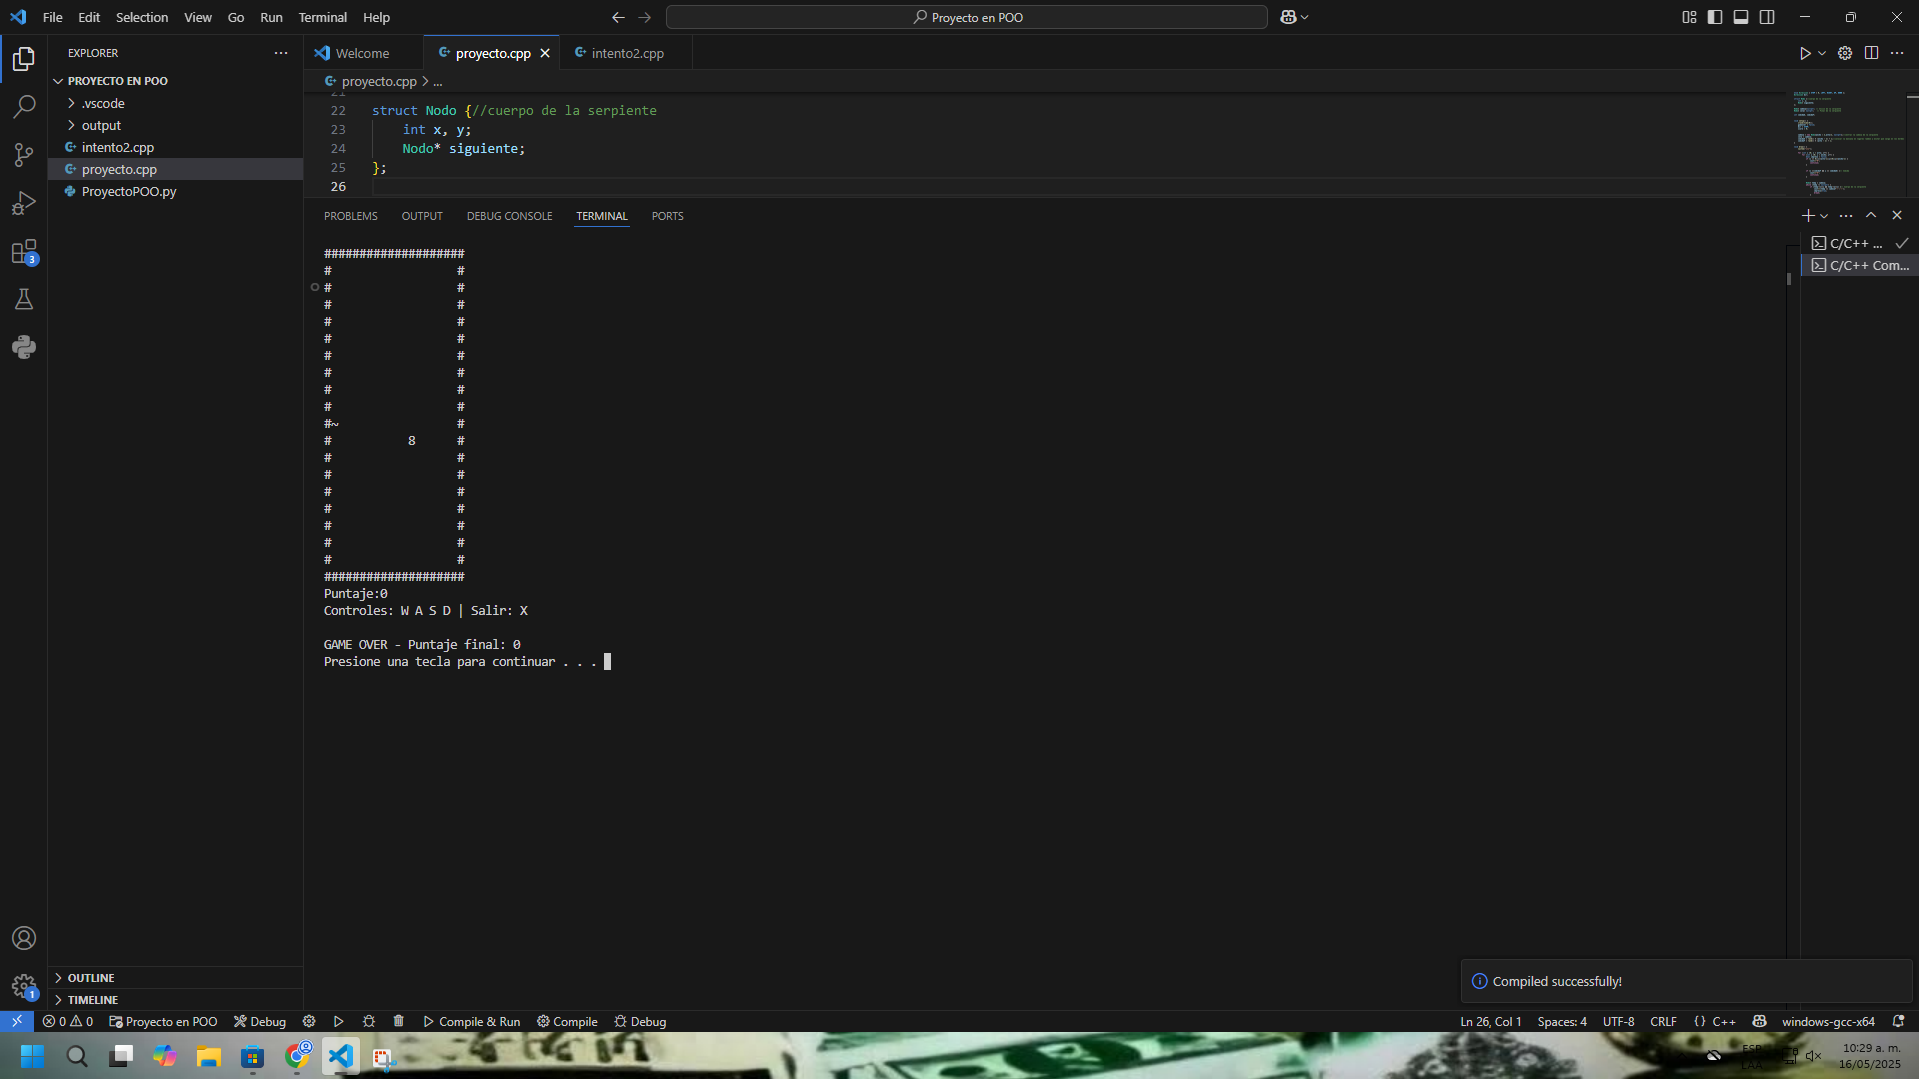 File Edit Selection View Go Run Terminal Help
Proyecto en POO
EXPLORER
PROYECTO EN POO
.vscode
output
intento2.cpp
proyecto.cpp
ProyectoPOO.py
Welcome
proyecto.cpp
intento2.cpp
proyecto.cpp > ...
21
22 struct Nodo {//cuerpo de la serpiente
23     int x, y;
24     Nodo* siguiente;
25 };
26
PROBLEMS OUTPUT DEBUG CONSOLE TERMINAL PORTS
C/C++ ...
C/C++ Com...
####################
#                  #
#                  #
#                  #
#                  #
#                  #
#                  #
#                  #
#                  #
#                  #
#~                 #
#           8      #
#                  #
#                  #
#                  #
#                  #
#                  #
#                  #
#                  #
####################
Puntaje:0
Controles: W A S D | Salir: X
GAME OVER - Puntaje final: 0
Presione una tecla para continuar . . .
3
1
OUTLINE
TIMELINE
Compiled successfully!
0 0 Proyecto en POO Debug Compile & Run Compile Debug
Ln 26, Col 1 Spaces: 4 UTF-8 CRLF {} C++ windows-gcc-x64
ESP
LAA
10:29 a. m.
16/05/2025